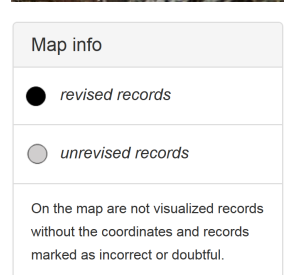 Map info
revised records
unrevised records
On the map are not visualized records
without the coordinates and records
marked as incorrect or doubtful.